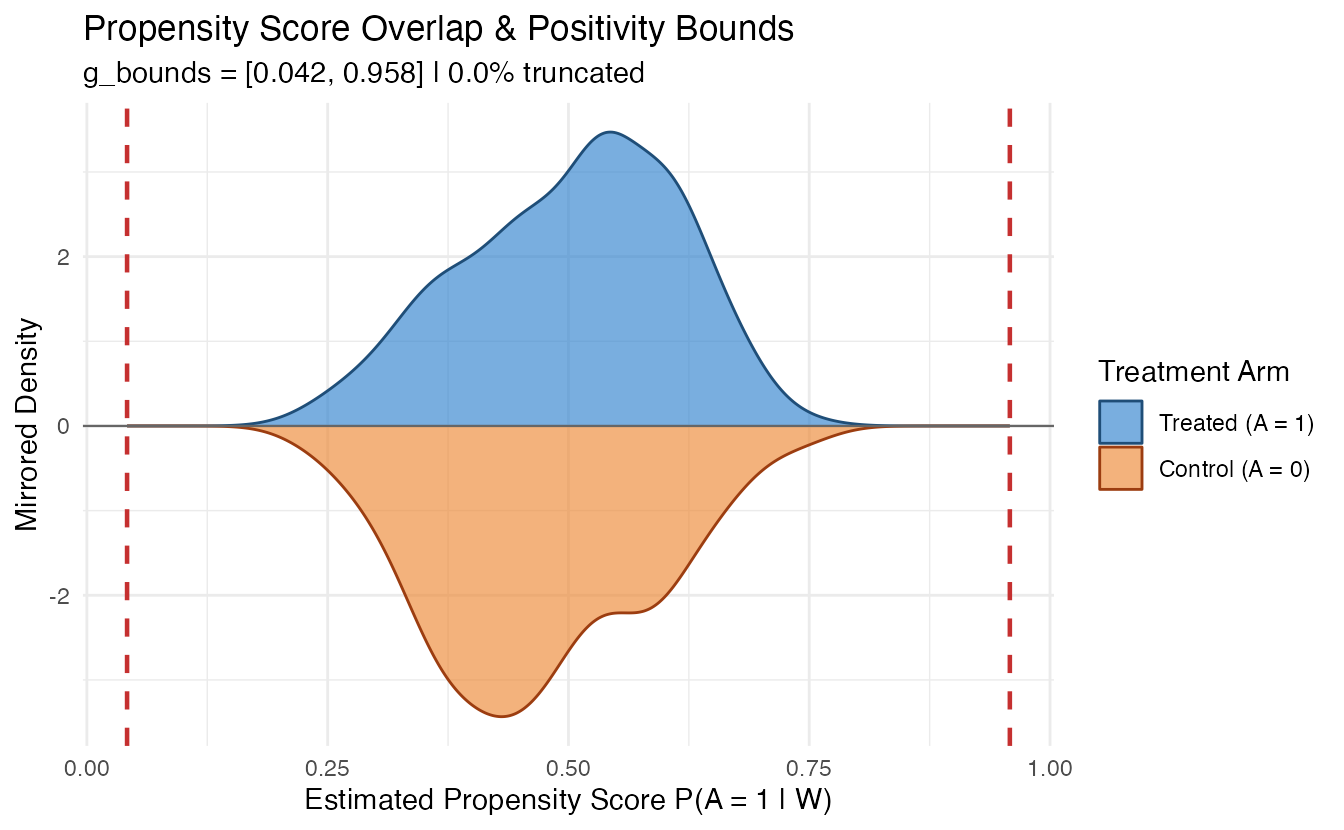 Propensity Score Overlap & Positivity Bounds
g_bounds = [0.042, 0.958] | 0.0% truncated
Mirrored Density
2
0
-2
0.00
0.25
0.50
0.75
1.00
Estimated Propensity Score P(A = 1 | W)
Treatment Arm
Treated (A = 1)
Control (A = 0)